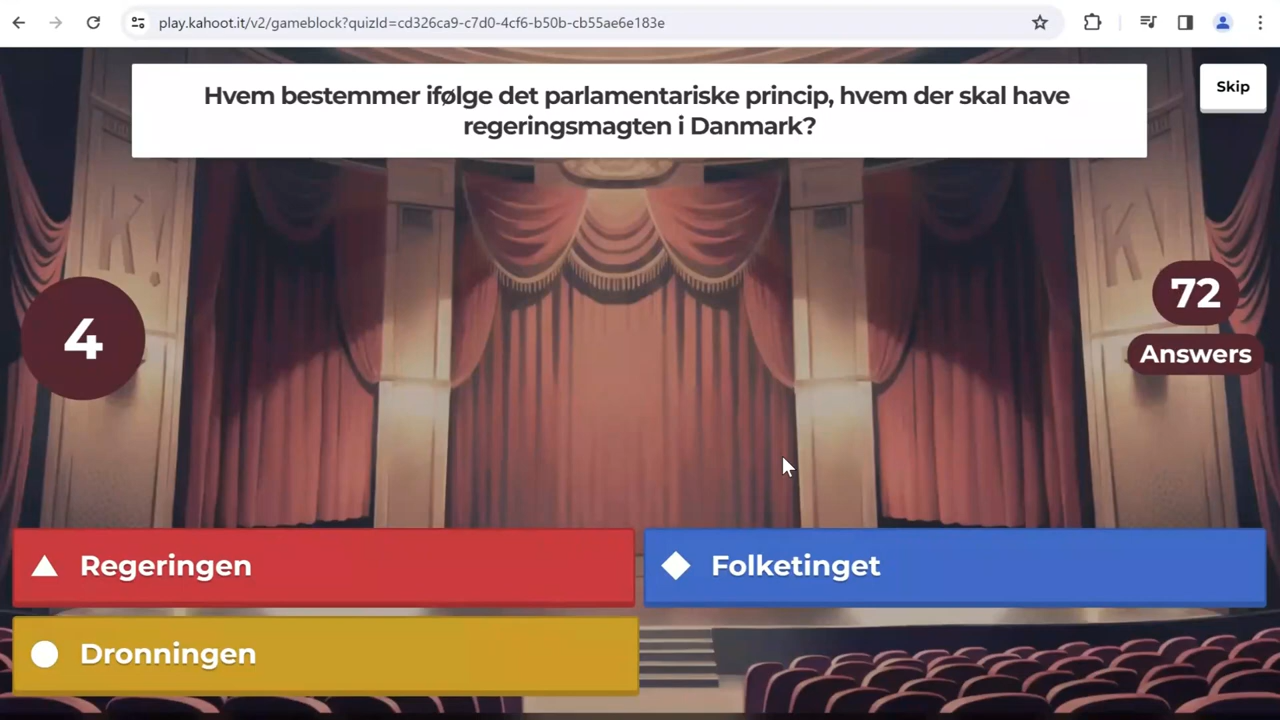 play.kahoot.it/v2/gameblock?quizId=cd326ca9-c7d0-4cf6-b50b-cb55ae6e183e
Hvem bestemmer ifølge det parlamentariske princip, hvem der skal have
regeringsmagten i Danmark?
Skip
K!
K!
4
72
Answers
Regeringen
Folketinget
Dronningen